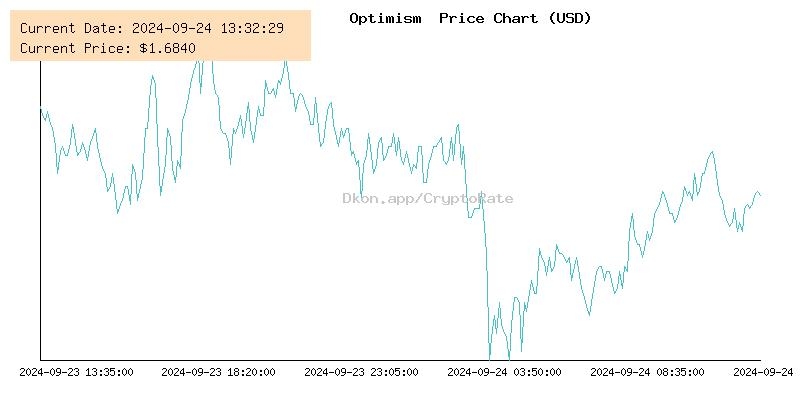 Optimism  Price Chart (USD)
Current Date: 2024-09-24 13:32:29
Current Price: $1.6840
Dkon.app/CryptoRate
2024-09-23 13:35:00 2024-09-23 18:20:00 2024-09-23 23:05:00 2024-09-24 03:50:00 2024-09-24 08:35:00 2024-09-24